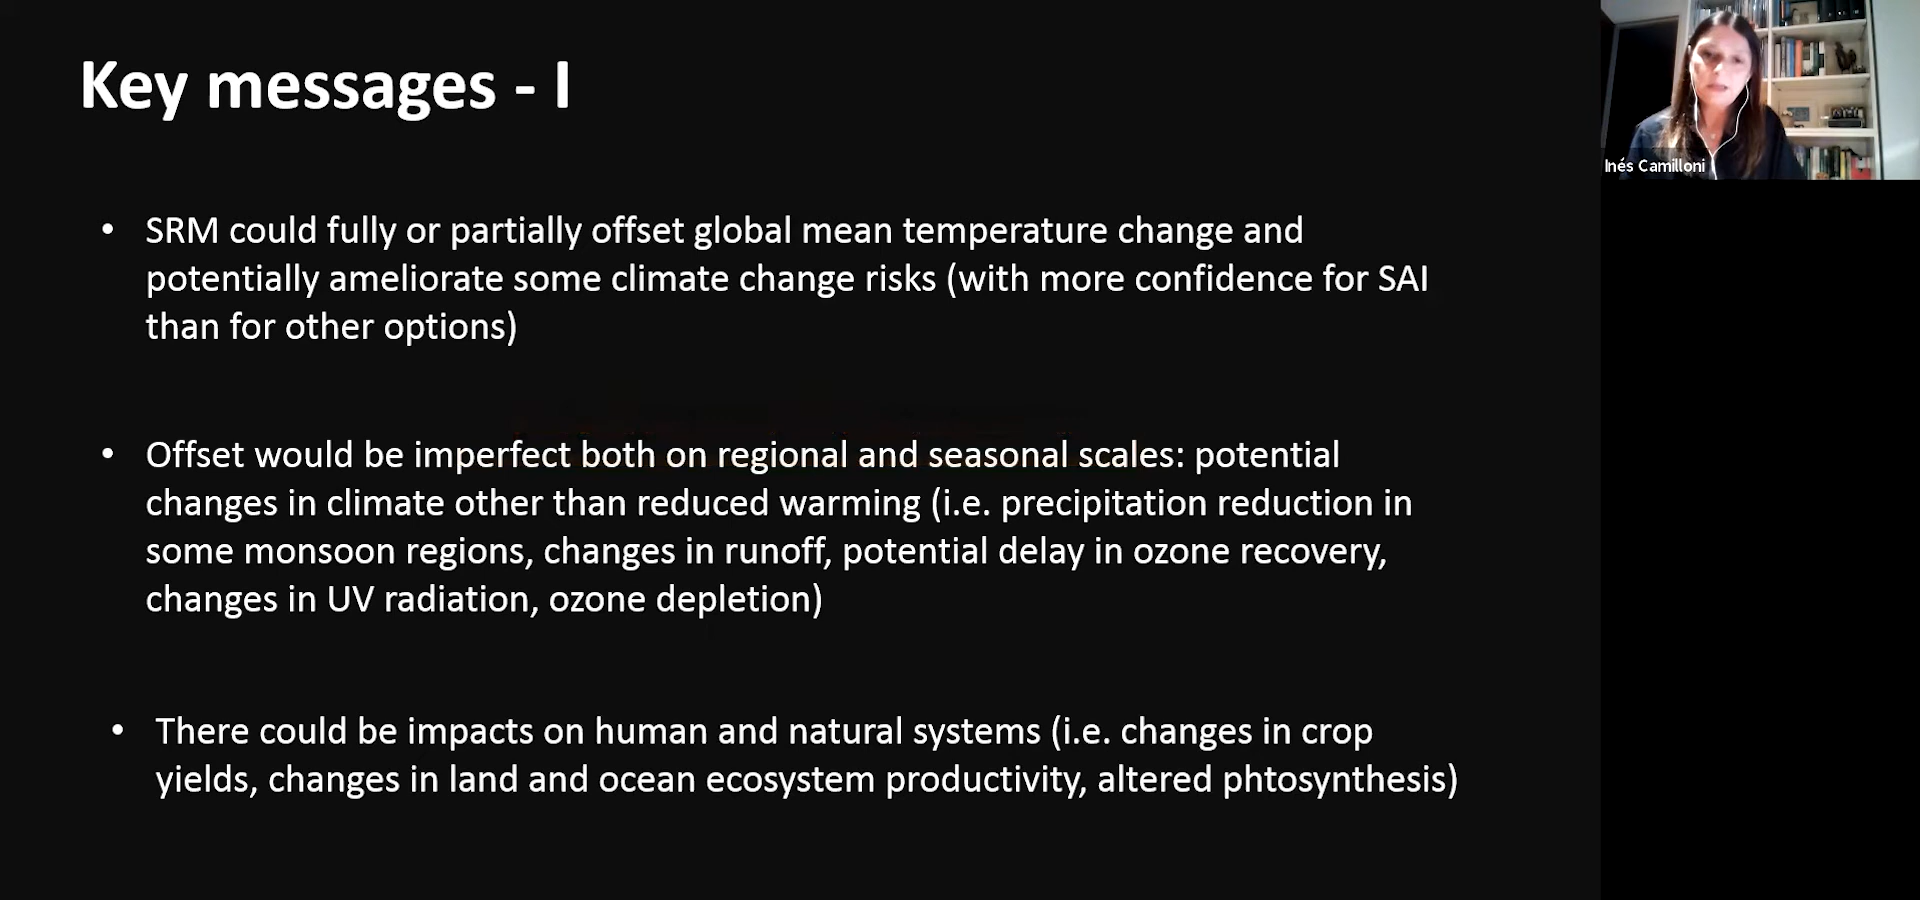 Key messages - I
Inés Camilloni
• SRM could fully or partially offset global mean temperature change and
potentially ameliorate some climate change risks (with more confidence for SAI
than for other options)
• Offset would be imperfect both on regional and seasonal scales: potential
changes in climate other than reduced warming (i.e. precipitation reduction in
some monsoon regions, changes in runoff, potential delay in ozone recovery,
changes in UV radiation, ozone depletion)
• There could be impacts on human and natural systems (i.e. changes in crop
yields, changes in land and ocean ecosystem productivity, altered phtosynthesis)